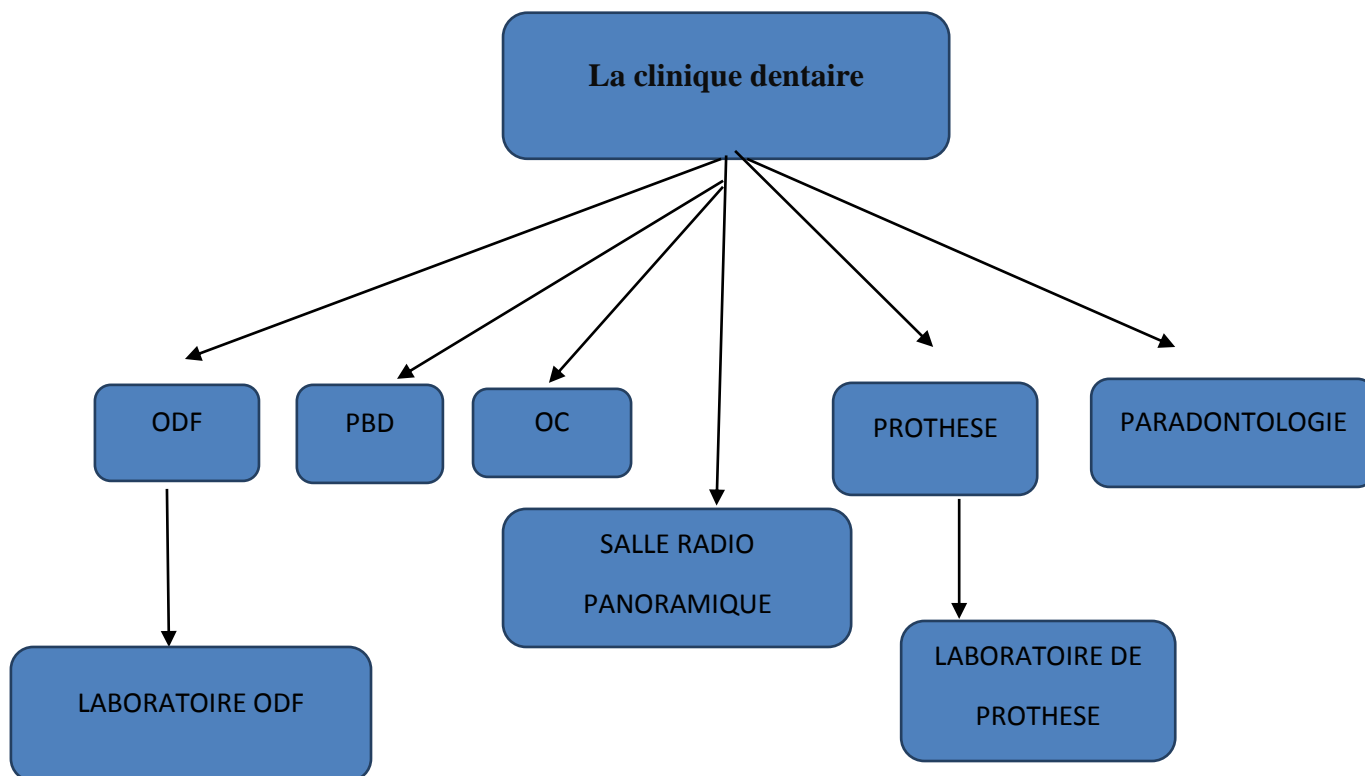 La clinique dentaire
ODF
PBD
OC
PROTHESE
PARADONTOLOGIE
SALLE RADIO
PANORAMIQUE
LABORATOIRE ODF
LABORATOIRE DE
PROTHESE